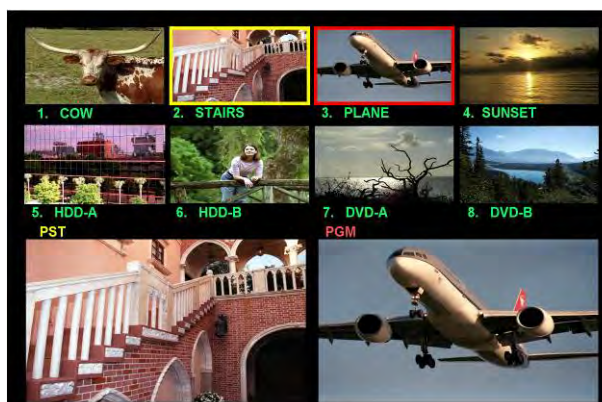 1. COW
2. STAIRS
3. PLANE
4. SUNSET
5. HDD-A
6. HDD-B
7. DVD-A
8. DVD-B
PST
PGM